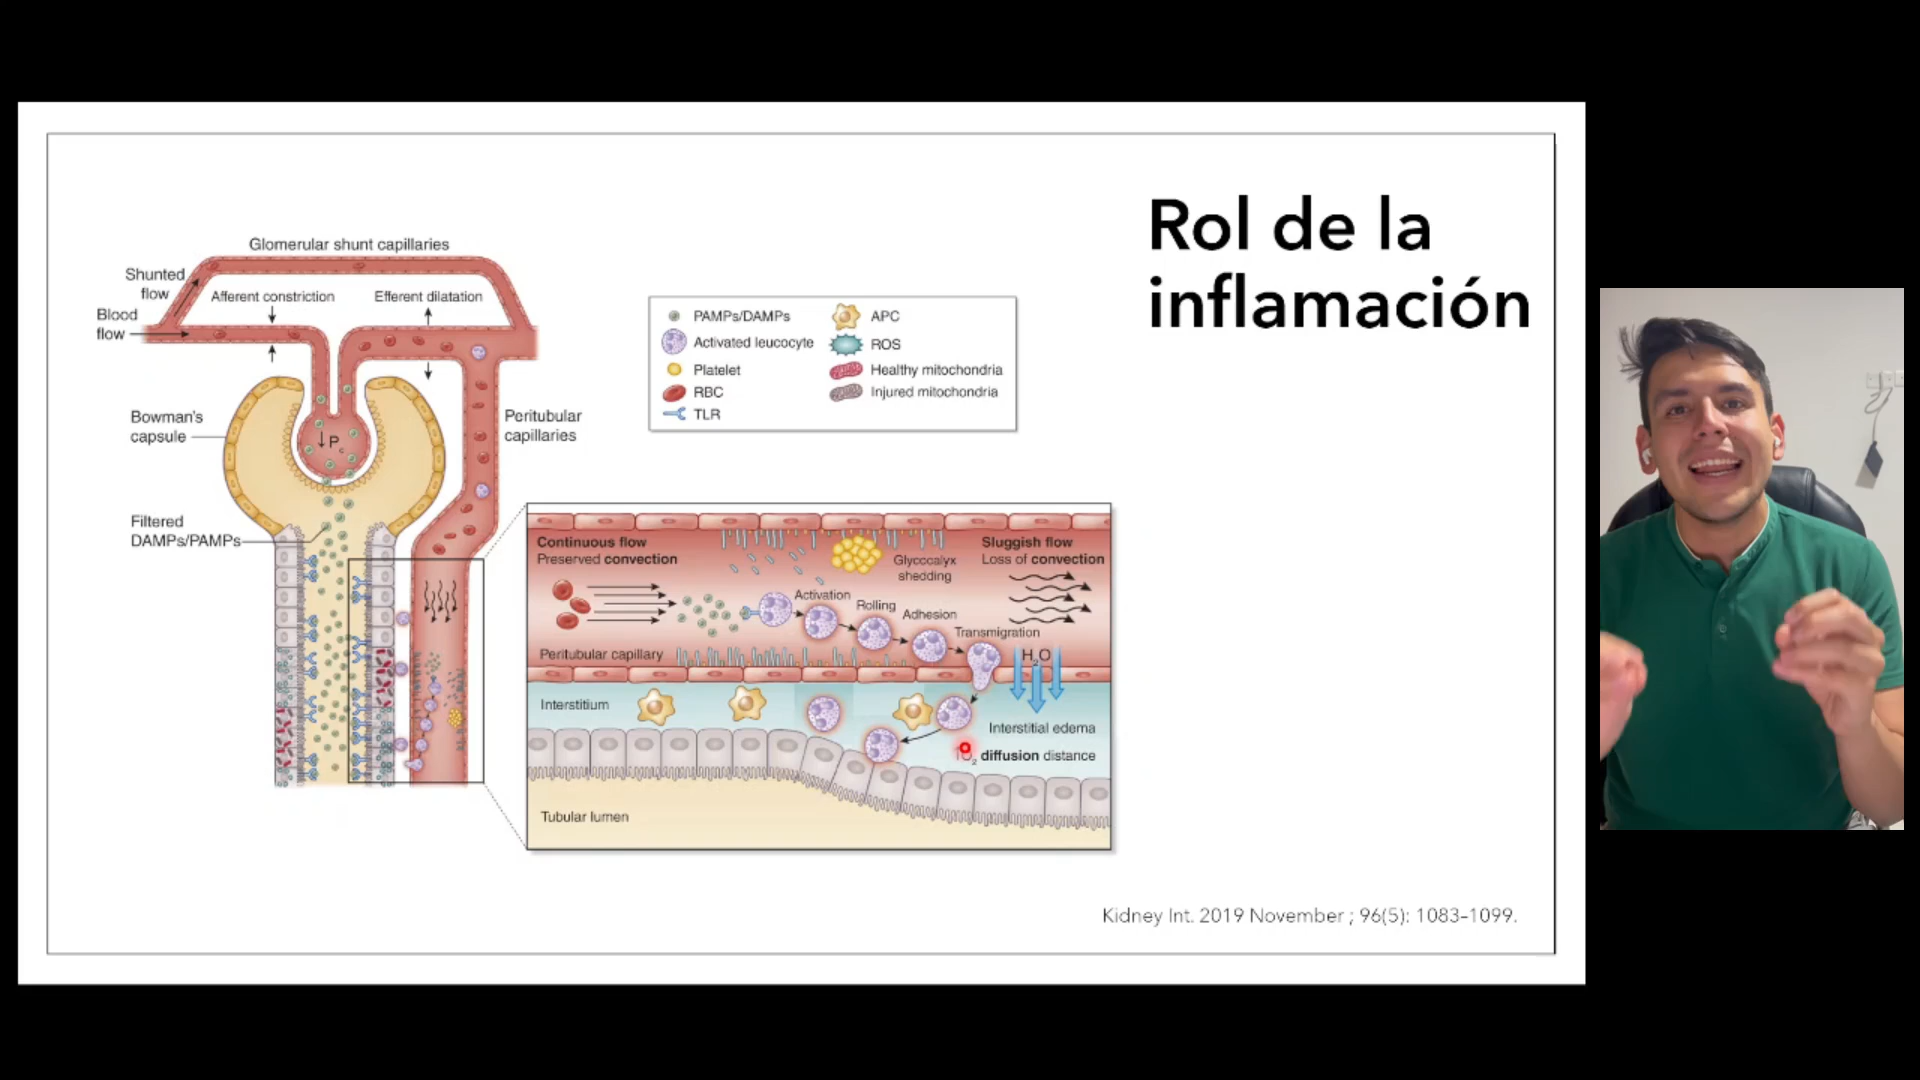 Rol de la
inflamación
Glomerular shunt capillaries
Shunted
flow
Afferent constriction
Efferent dilatation
Blood
flow
Bowman's
capsule
↓P
c
Peritubular
capillaries
Filtered
DAMPs/PAMPs
PAMPs/DAMPs
Activated leucocyte
Platelet
RBC
TLR
APC
ROS
Healthy mitochondria
Injured mitochondria
Continuous flow
Preserved convection
Glycocalyx
shedding
Sluggish flow
Loss of convection
Activation
Rolling
Adhesion
Transmigration
Peritubular capillary
H2O
Interstitium
Interstitial edema
↑O2 diffusion distance
Tubular lumen
Kidney Int. 2019 November ; 96(5): 1083–1099.